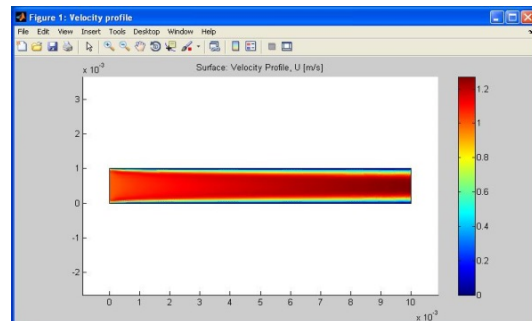 Figure 1: Velocity profile
File Edit View Insert Tools Desktop Window Help
Surface: Velocity Profile, U [m/s]
x 10⁻³
3
2
1
0
-1
-2
0 1 2 3 4 5 6 7 8 9 10
x 10⁻³
1.2
1
0.8
0.6
0.4
0.2
0